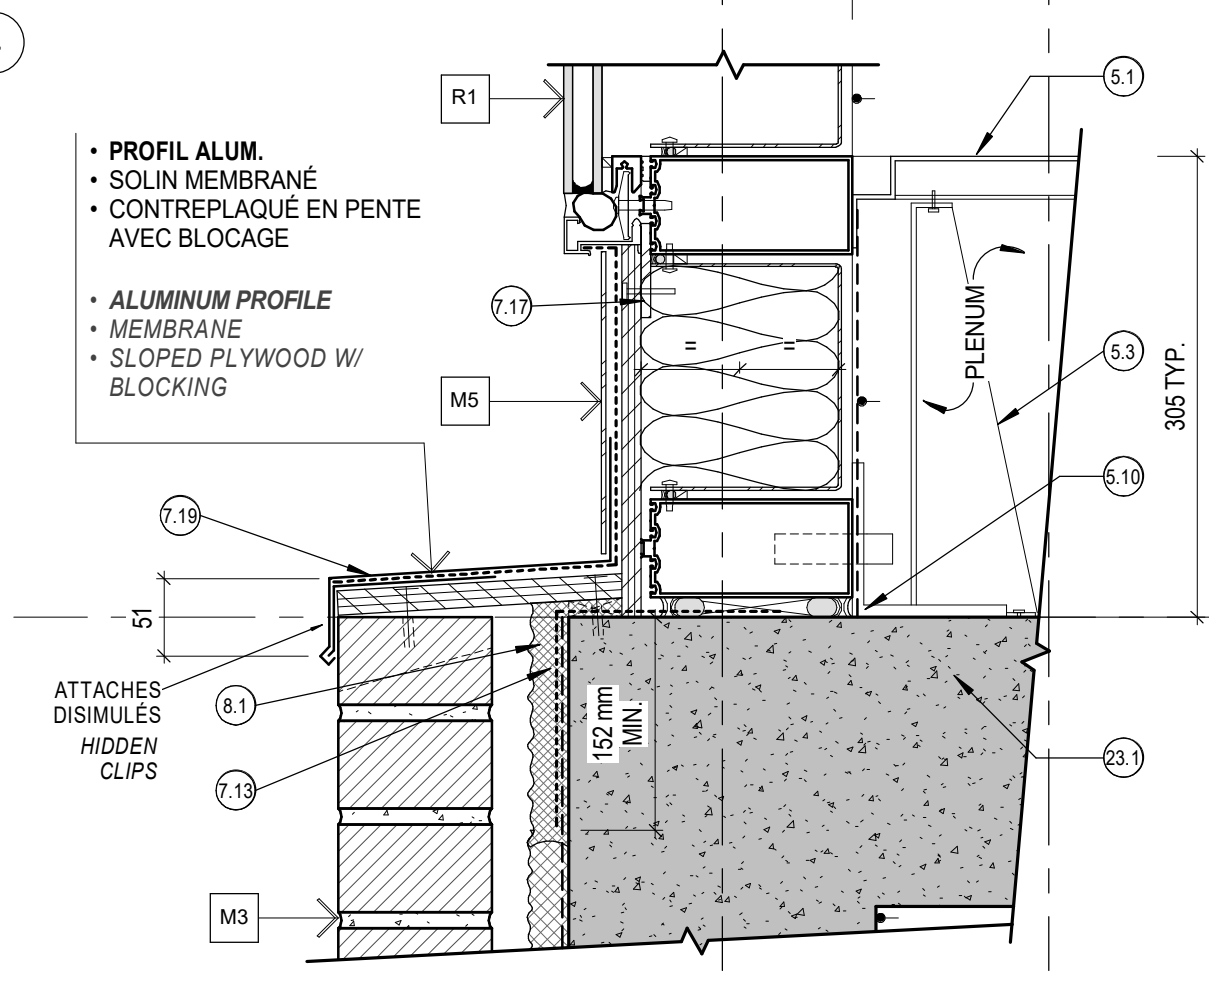 R1
5.1
• PROFIL ALUM.
• SOLIN MEMBRANÉ
• CONTREPLAQUÉ EN PENTE
AVEC BLOCAGE
• ALUMINUM PROFILE
• MEMBRANE
• SLOPED PLYWOOD W/
BLOCKING
7.17
= =
PLENUM
5.3
305 TYP.
M5
5.10
7.19
51
ATTACHES
DISIMULÉS
HIDDEN
CLIPS
8.1
152 mm
MIN.
23.1
7.13
M3